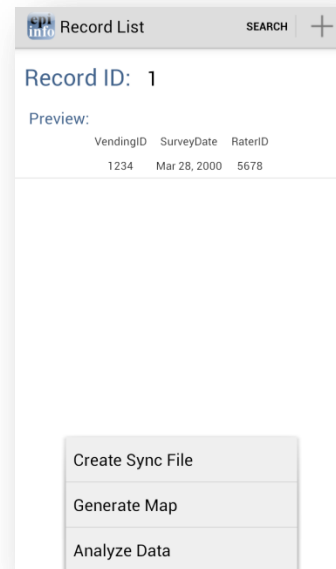 epi info Record List SEARCH
Record ID: 1
Preview:
VendingID SurveyDate RaterID
1234 Mar 28, 2000 5678
Create Sync File
Generate Map
Analyze Data